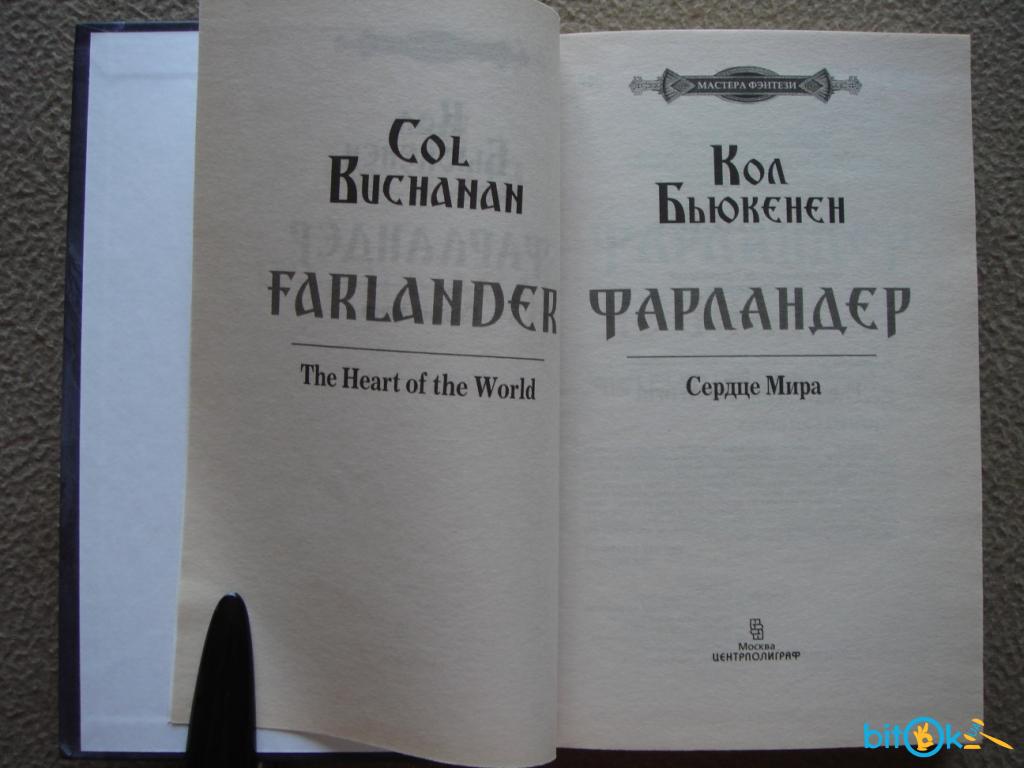 Col
Buchanan
FARLANDER
The Heart of the World
МАСТЕРА ФЭНТЕЗИ
Кол
Бьюкенен
ФАРЛАНДЕР
Сердце Мира
Москва
ЦЕНТРПОЛИГРАФ
bitOk